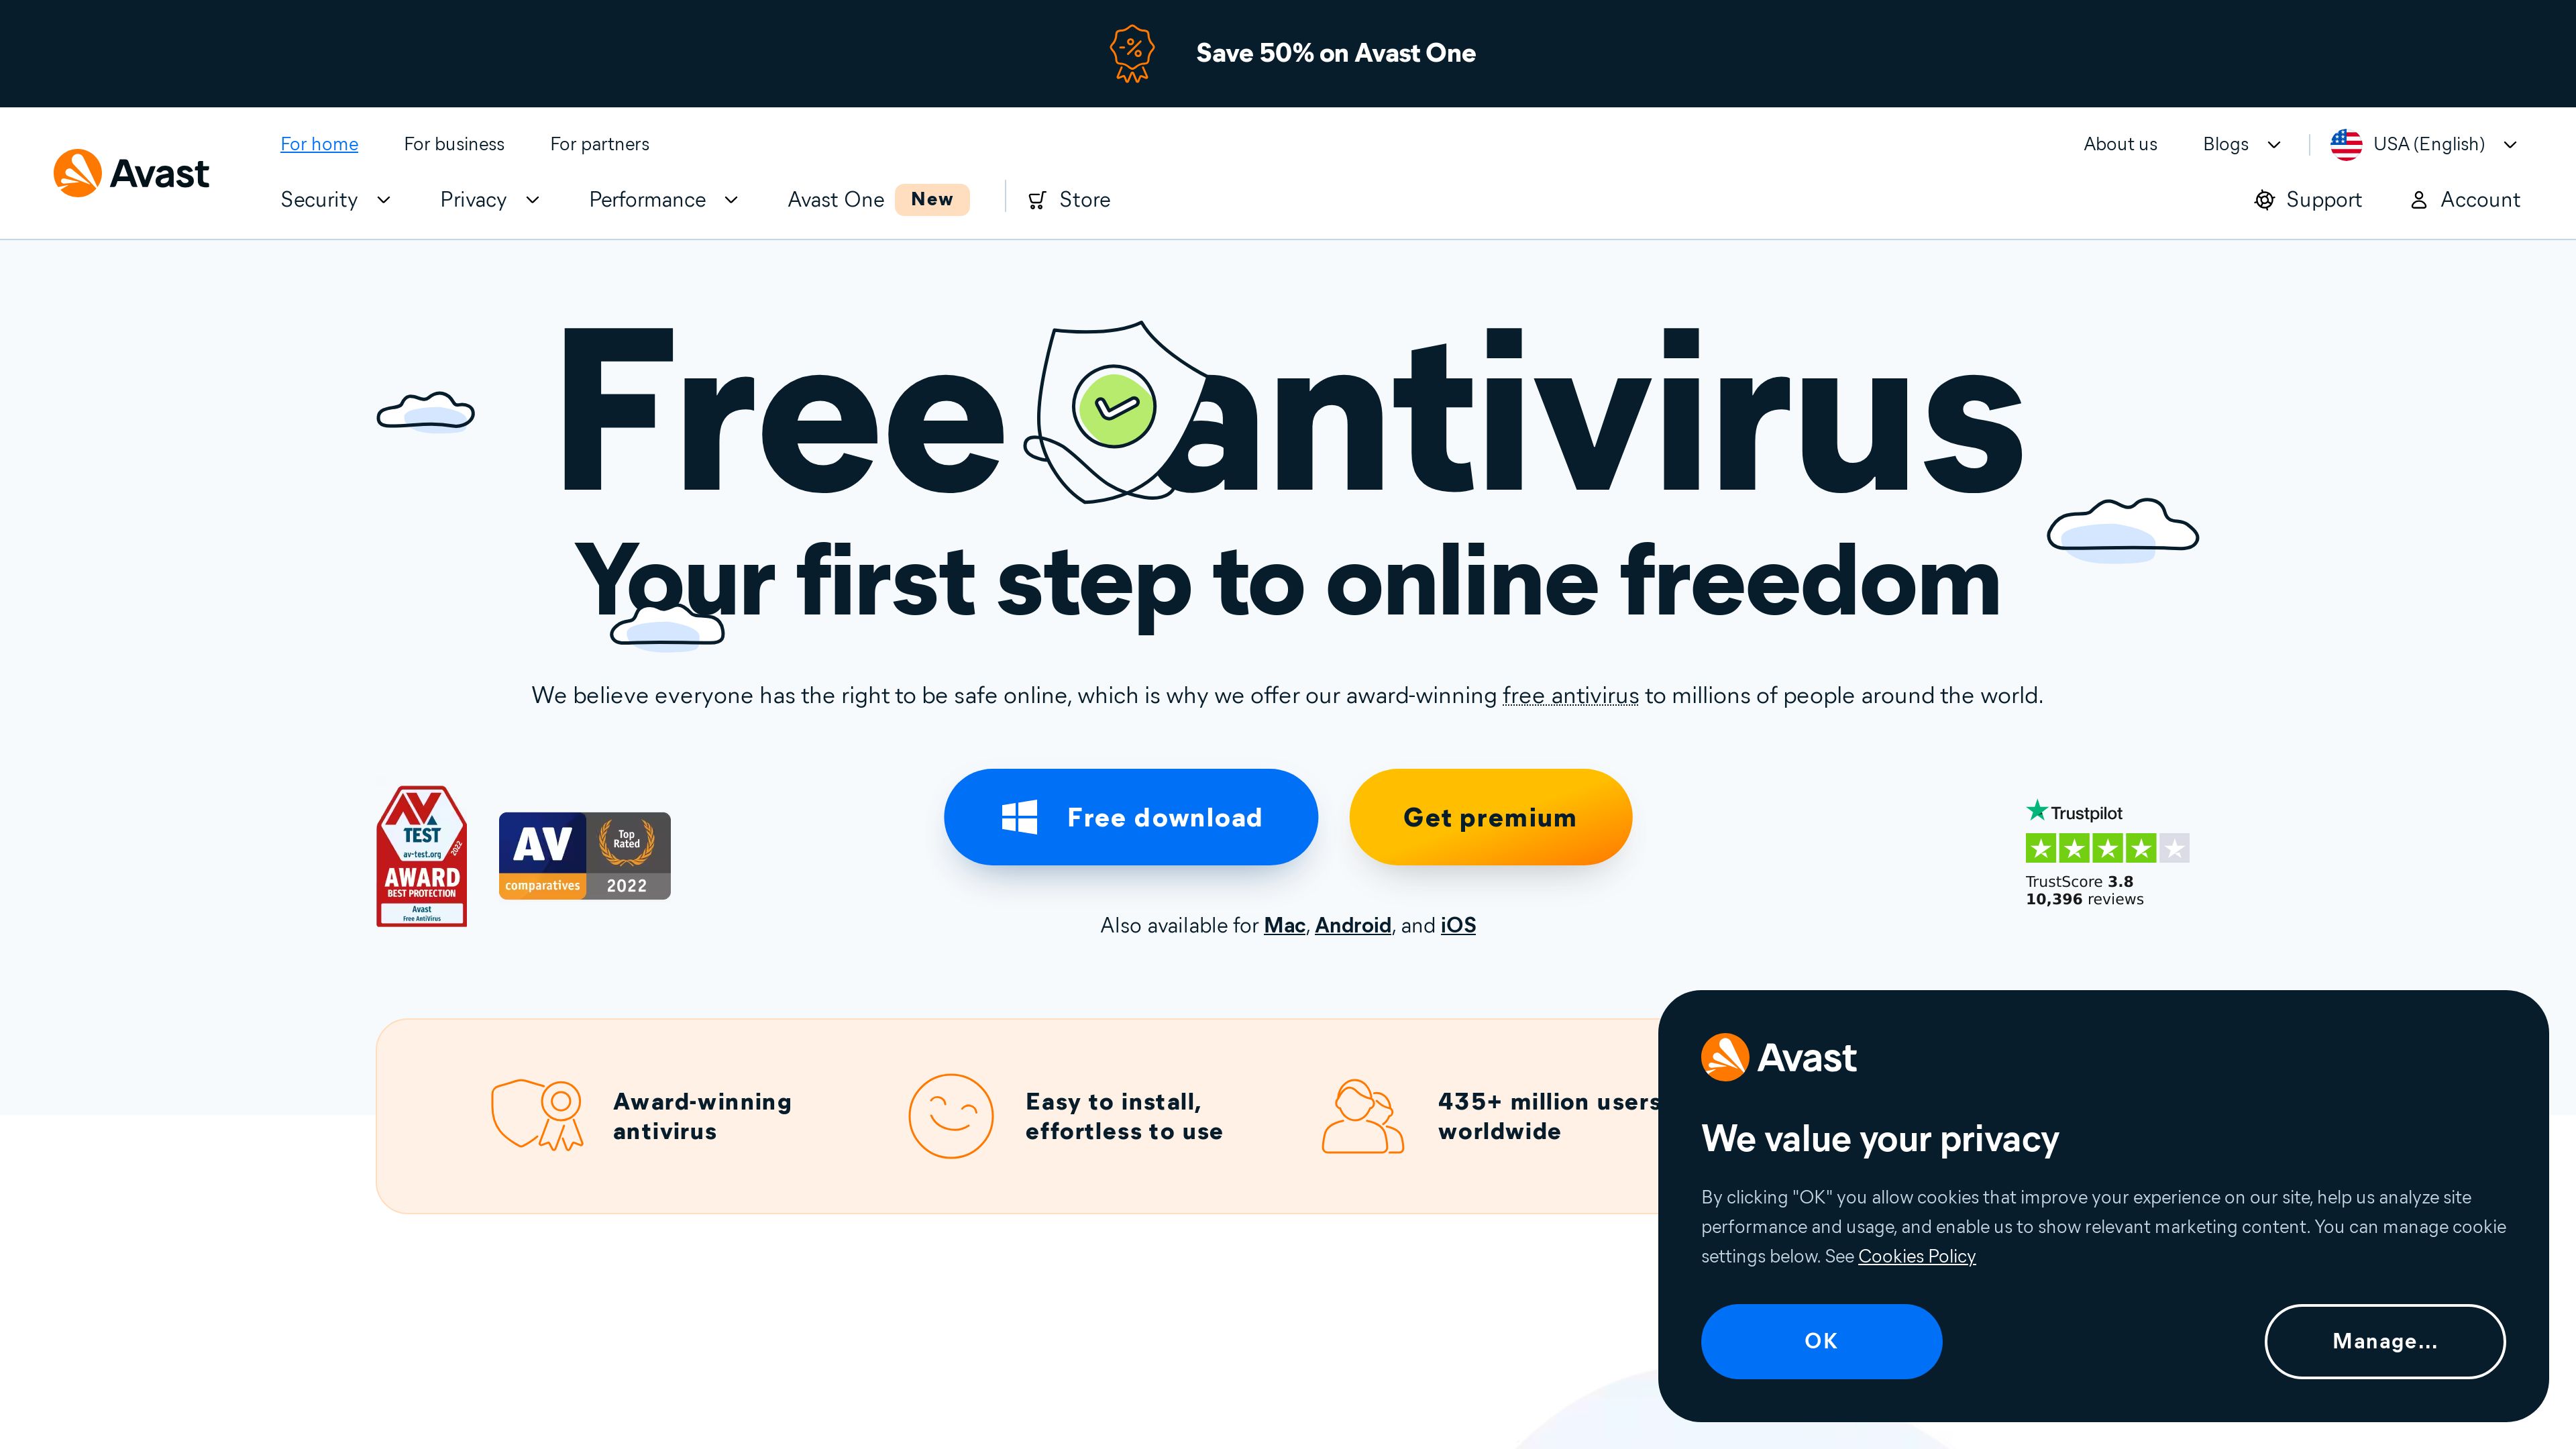 Save 50% on Avast One
For home For business For partners
About us Blogs USA (English)
Avast
Security Privacy Performance Avast One New Store
Support Account
Free antivirus
Your first step to online freedom
We believe everyone has the right to be safe online, which is why we offer our award-winning free antivirus to millions of people around the world.
AV
TEST
av-test.org
2022
AWARD
BEST PROTECTION
Avast
Free AntiVirus
AV
comparatives
Top
Rated
2022
Free download
Get premium
Also available for Mac, Android, and iOS
Trustpilot
TrustScore 3.8
10,396 reviews
Award-winning
antivirus
Easy to install,
effortless to use
435+ million users
worldwide
Avast
We value your privacy
By clicking "OK" you allow cookies that improve your experience on our site, help us analyze site
performance and usage, and enable us to show relevant marketing content. You can manage cookie
settings below. See Cookies Policy
OK
Manage...